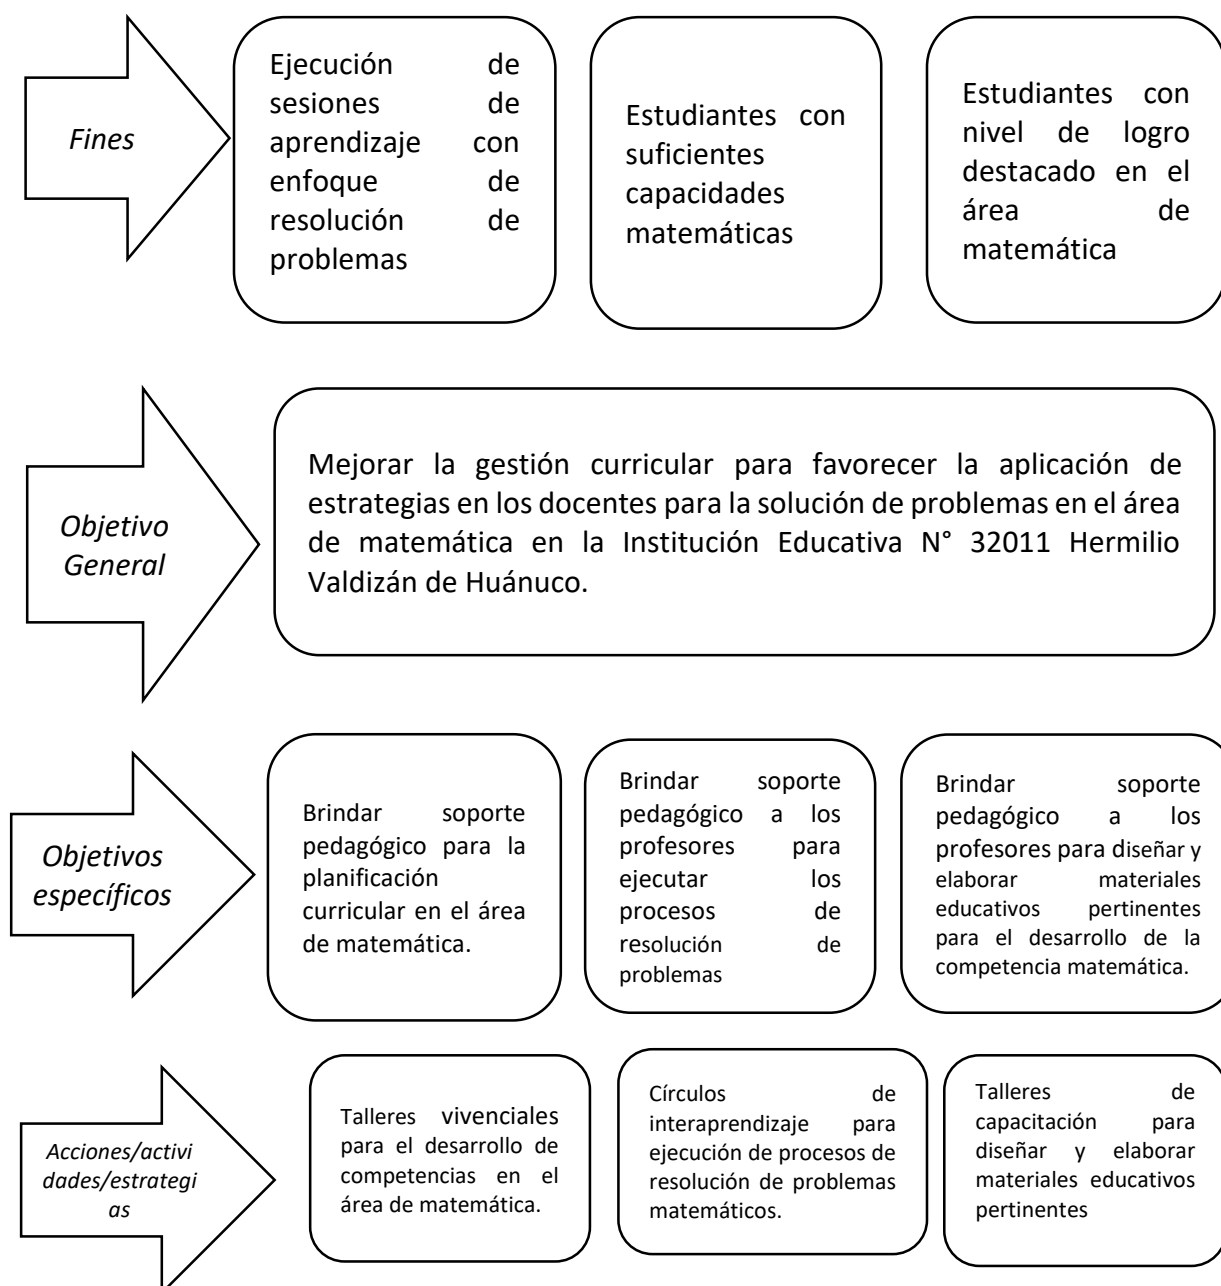 Fines
Ejecución de
sesiones de
aprendizaje con
enfoque de
resolución de
problemas
Estudiantes con
suficientes
capacidades
matemáticas
Estudiantes con
nivel de logro
destacado en el
área de
matemática
Objetivo
General
Mejorar la gestión curricular para favorecer la aplicación de
estrategias en los docentes para la solución de problemas en el área
de matemática en la Institución Educativa N° 32011 Hermilio
Valdizán de Huánuco.
Objetivos
específicos
Brindar soporte
pedagógico para la
planificación
curricular en el área
de matemática.
Brindar soporte
pedagógico a los
profesores para
ejecutar los
procesos de
resolución de
problemas
Brindar soporte
pedagógico a los
profesores para diseñar y
elaborar materiales
educativos pertinentes
para el desarrollo de la
competencia matemática.
Acciones/activi
dades/estrategi
as
Talleres vivenciales
para el desarrollo de
competencias en el
área de matemática.
Círculos de
interaprendizaje para
ejecución de procesos de
resolución de problemas
matemáticos.
Talleres de
capacitación para
diseñar y elaborar
materiales educativos
pertinentes